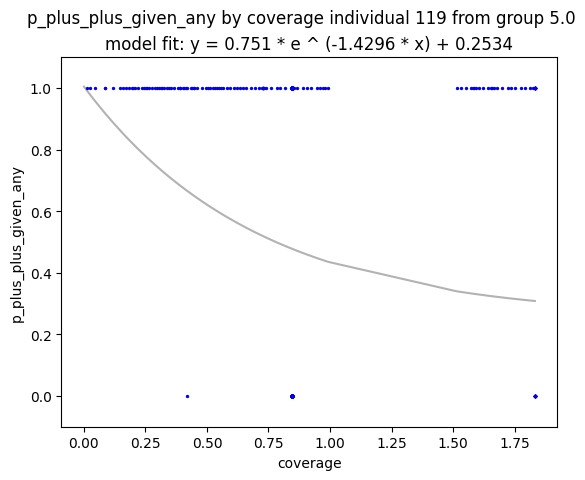 p_plus_plus_given_any by coverage individual 119 from group 5.0
model fit: y = 0.751 * e ^ (-1.4296 * x) + 0.2534
1.0
0.8
0.6
0.4
0.2
0.0
p_plus_plus_given_any
0.00 0.25 0.50 0.75 1.00 1.25 1.50 1.75
coverage